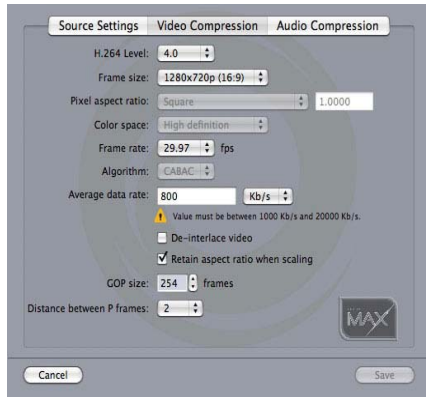 Source Settings Video Compression Audio Compression
H.264 Level: 4.0
Frame size: 1280x720p (16:9)
Pixel aspect ratio: Square 1.0000
Color space: High definition
Frame rate: 29.97 fps
Algorithm: CABAC
Average data rate: 800 Kb/s
Value must be between 1000 Kb/s and 20000 Kb/s.
De-interlace video
Retain aspect ratio when scaling
GOP size: 254 frames
Distance between P frames: 2
MAX
Cancel Save